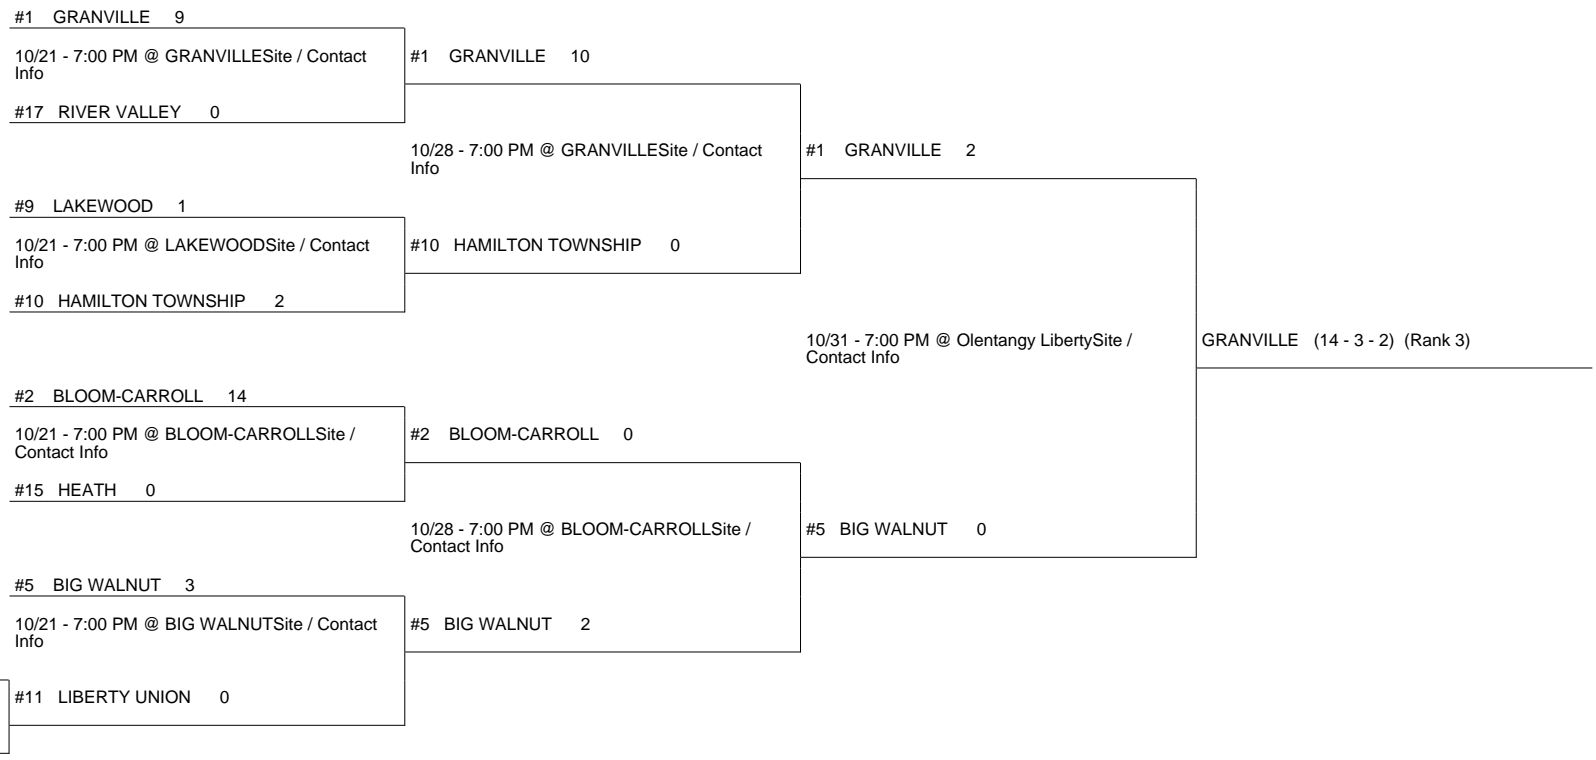 #1 GRANVILLE 9
10/21 - 7:00 PM @ GRANVILLESite / Contact
Info
#17 RIVER VALLEY 0
#9 LAKEWOOD 1
10/21 - 7:00 PM @ LAKEWOODSite / Contact
Info
#10 HAMILTON TOWNSHIP 2
#2 BLOOM-CARROLL 14
10/21 - 7:00 PM @ BLOOM-CARROLLSite /
Contact Info
#15 HEATH 0
#5 BIG WALNUT 3
10/21 - 7:00 PM @ BIG WALNUTSite / Contact
Info
#11 LIBERTY UNION 0
#1 GRANVILLE 10
10/28 - 7:00 PM @ GRANVILLESite / Contact
Info
#10 HAMILTON TOWNSHIP 0
#2 BLOOM-CARROLL 0
10/28 - 7:00 PM @ BLOOM-CARROLLSite /
Contact Info
#5 BIG WALNUT 2
#1 GRANVILLE 2
10/31 - 7:00 PM @ Olentangy LibertySite /
Contact Info
#5 BIG WALNUT 0
GRANVILLE (14 - 3 - 2) (Rank 3)